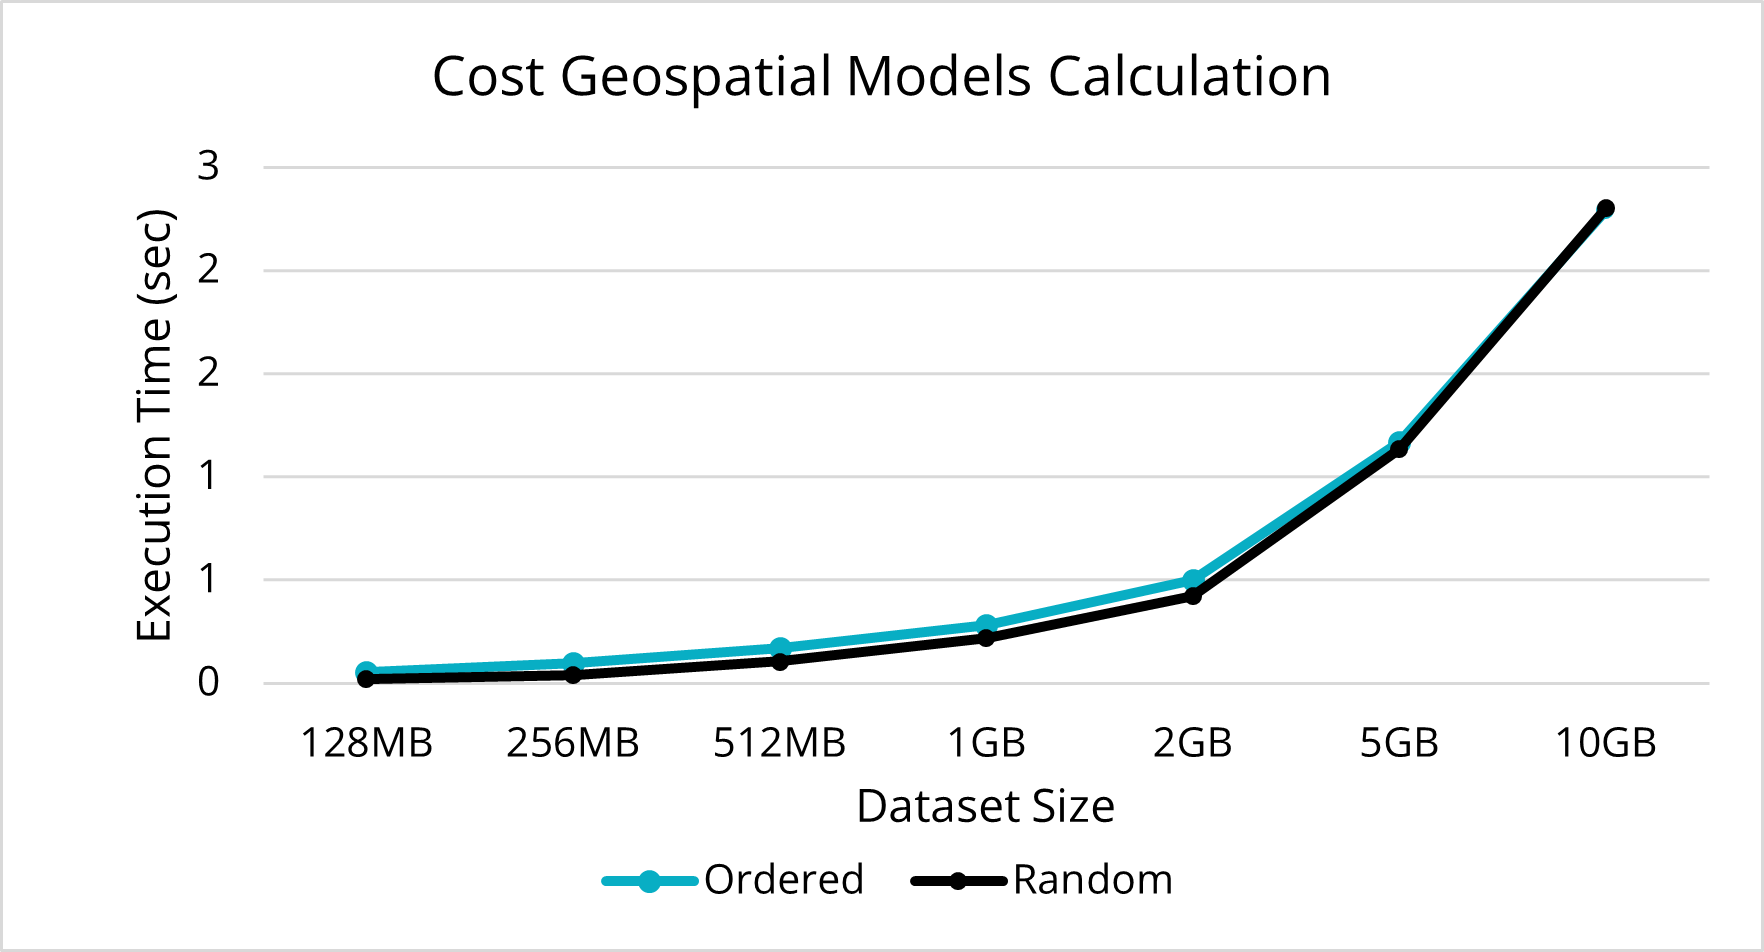 Cost Geospatial Models Calculation
Execution Time (sec)
3
2
2
1
1
0
128MB 256MB 512MB 1GB 2GB 5GB 10GB
Dataset Size
Ordered Random